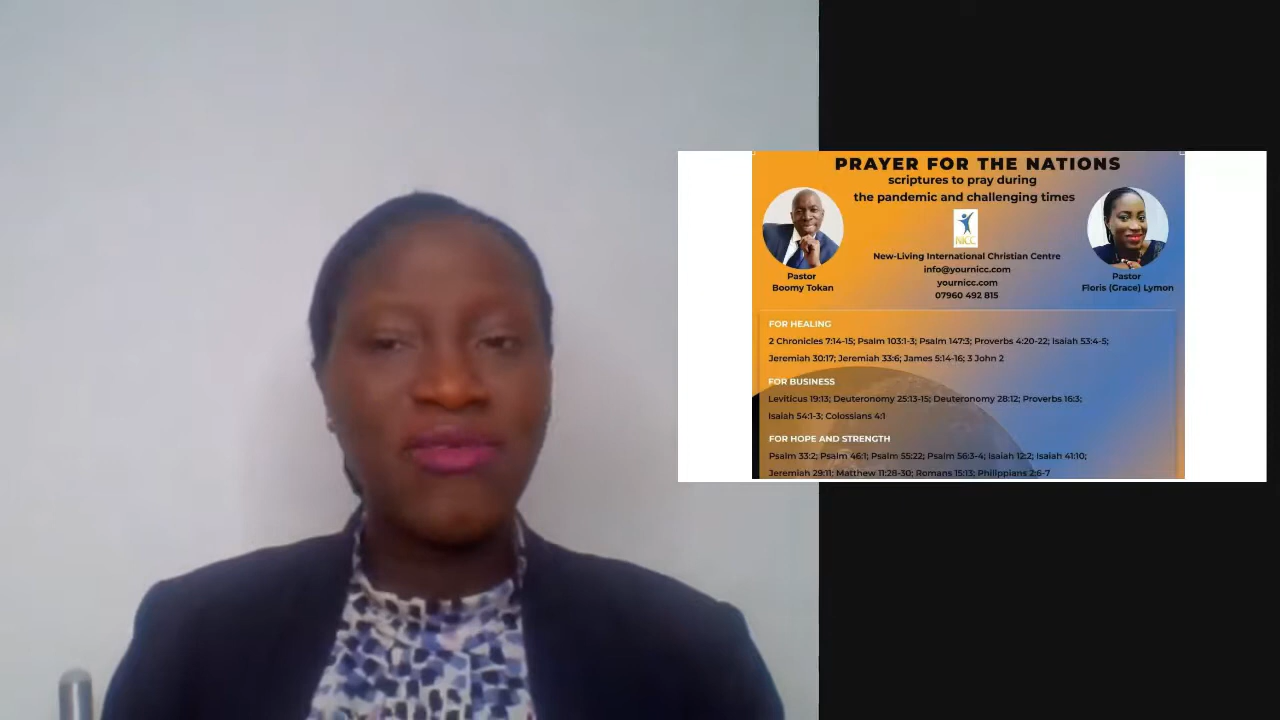 PRAYER FOR THE NATIONS
scriptures to pray during
the pandemic and challenging times
NICC
New-Living International Christian Centre
info@yournicc.com
yournicc.com
07960 492 815
Pastor
Boomy Tokan
Pastor
Floris (Grace) Lymon
FOR HEALING
2 Chronicles 7:14-15; Psalm 103:1-3; Psalm 147:3; Proverbs 4:20-22; Isaiah 53:4-5;
Jeremiah 30:17; Jeremiah 33:6; James 5:14-16; 3 John 2
FOR BUSINESS
Leviticus 19:13; Deuteronomy 25:13-15; Deuteronomy 28:12; Proverbs 16:3;
Isaiah 54:1-3; Colossians 4:1
FOR HOPE AND STRENGTH
Psalm 33:2; Psalm 46:1; Psalm 55:22; Psalm 56:3-4; Isaiah 12:2; Isaiah 41:10;
Jeremiah 29:11; Matthew 11:28-30; Romans 15:13; Philippians 2:6-7